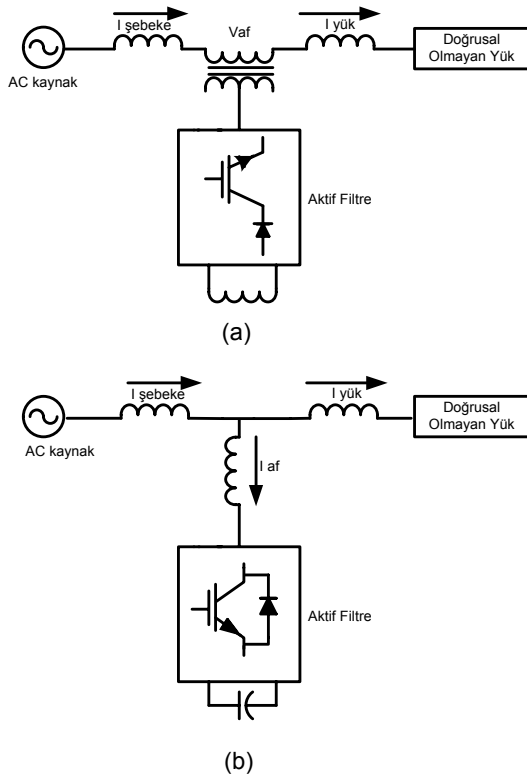 I şebeke
Vaf
I yük
AC kaynak
Doğrusal
Olmayan Yük
Aktif Filtre
(a)
I şebeke
I yük
AC kaynak
Doğrusal
Olmayan Yük
I af
Aktif Filtre
(b)